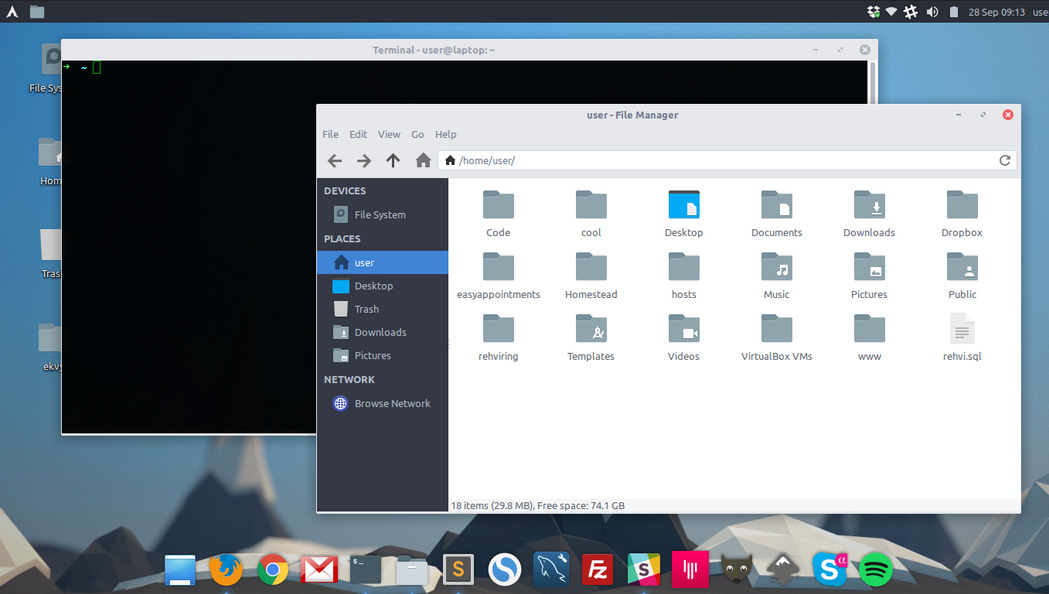 28 Sep 09:13 use
Terminal - user@laptop: ~
➜ ~
File Sys
Hom
Tras
ekvy
user - File Manager
File Edit View Go Help
/home/user/
DEVICES
File System
PLACES
user
Desktop
Trash
Downloads
Pictures
NETWORK
Browse Network
Code cool Desktop Documents Downloads Dropbox
easyappointments Homestead hosts Music Pictures Public
rehviring Templates Videos VirtualBox VMs www rehvi.sql
18 items (29.8 MB), Free space: 74.1 GB